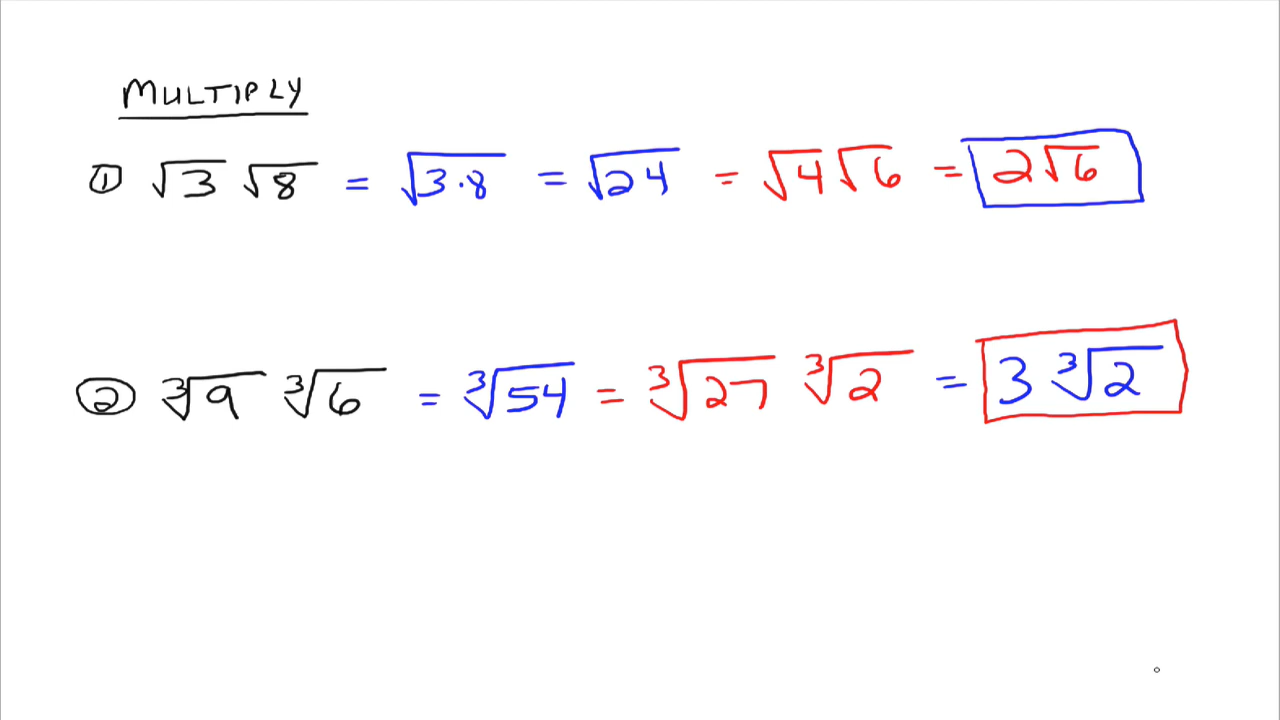 MULTIPLY
① √3 √8 = √3·8 = √24 = √4 √6 = 2√6
② ∛9 ∛6 = ∛54 = ∛27 ∛2 = 3 ∛2